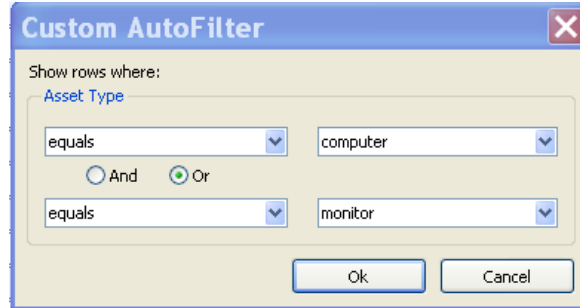 Custom AutoFilter
Show rows where:
Asset Type
equals computer
And Or
equals monitor
Ok Cancel